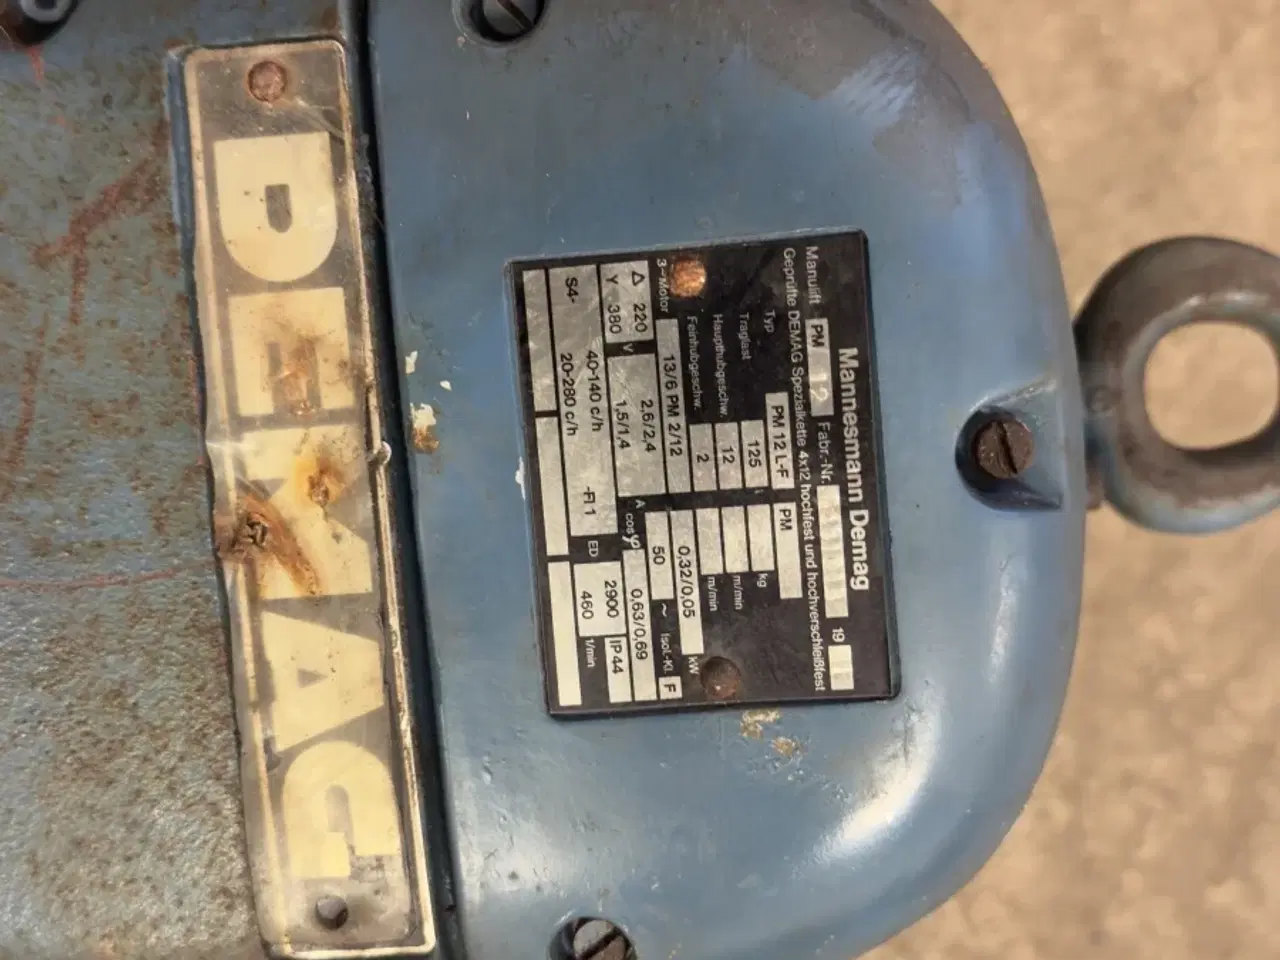 DEMAG
Mannesmann Demag
Manulift PM 12 Fabr.-Nr. 19
Geprüfte DEMAG Spezialkette 4x12 hochfest und hochverschleißfest
Typ PM 12 L-F PM
Traglast 125 kg
Haupthubgeschw. 12 m/min
Feinhubgeschw. 2 m/min
3~Motor 13/6 PM 2/12 0,32/0,05 kW
Δ 220 V 2,6/2,4 A 50 ~ Isol.-Kl. F
Y 380 1,5/1,4 cosφ 0,63/0,69
40-140 c/h -FI 1 ED 2900 IP 44
S4- 20-280 c/h 460 1/min